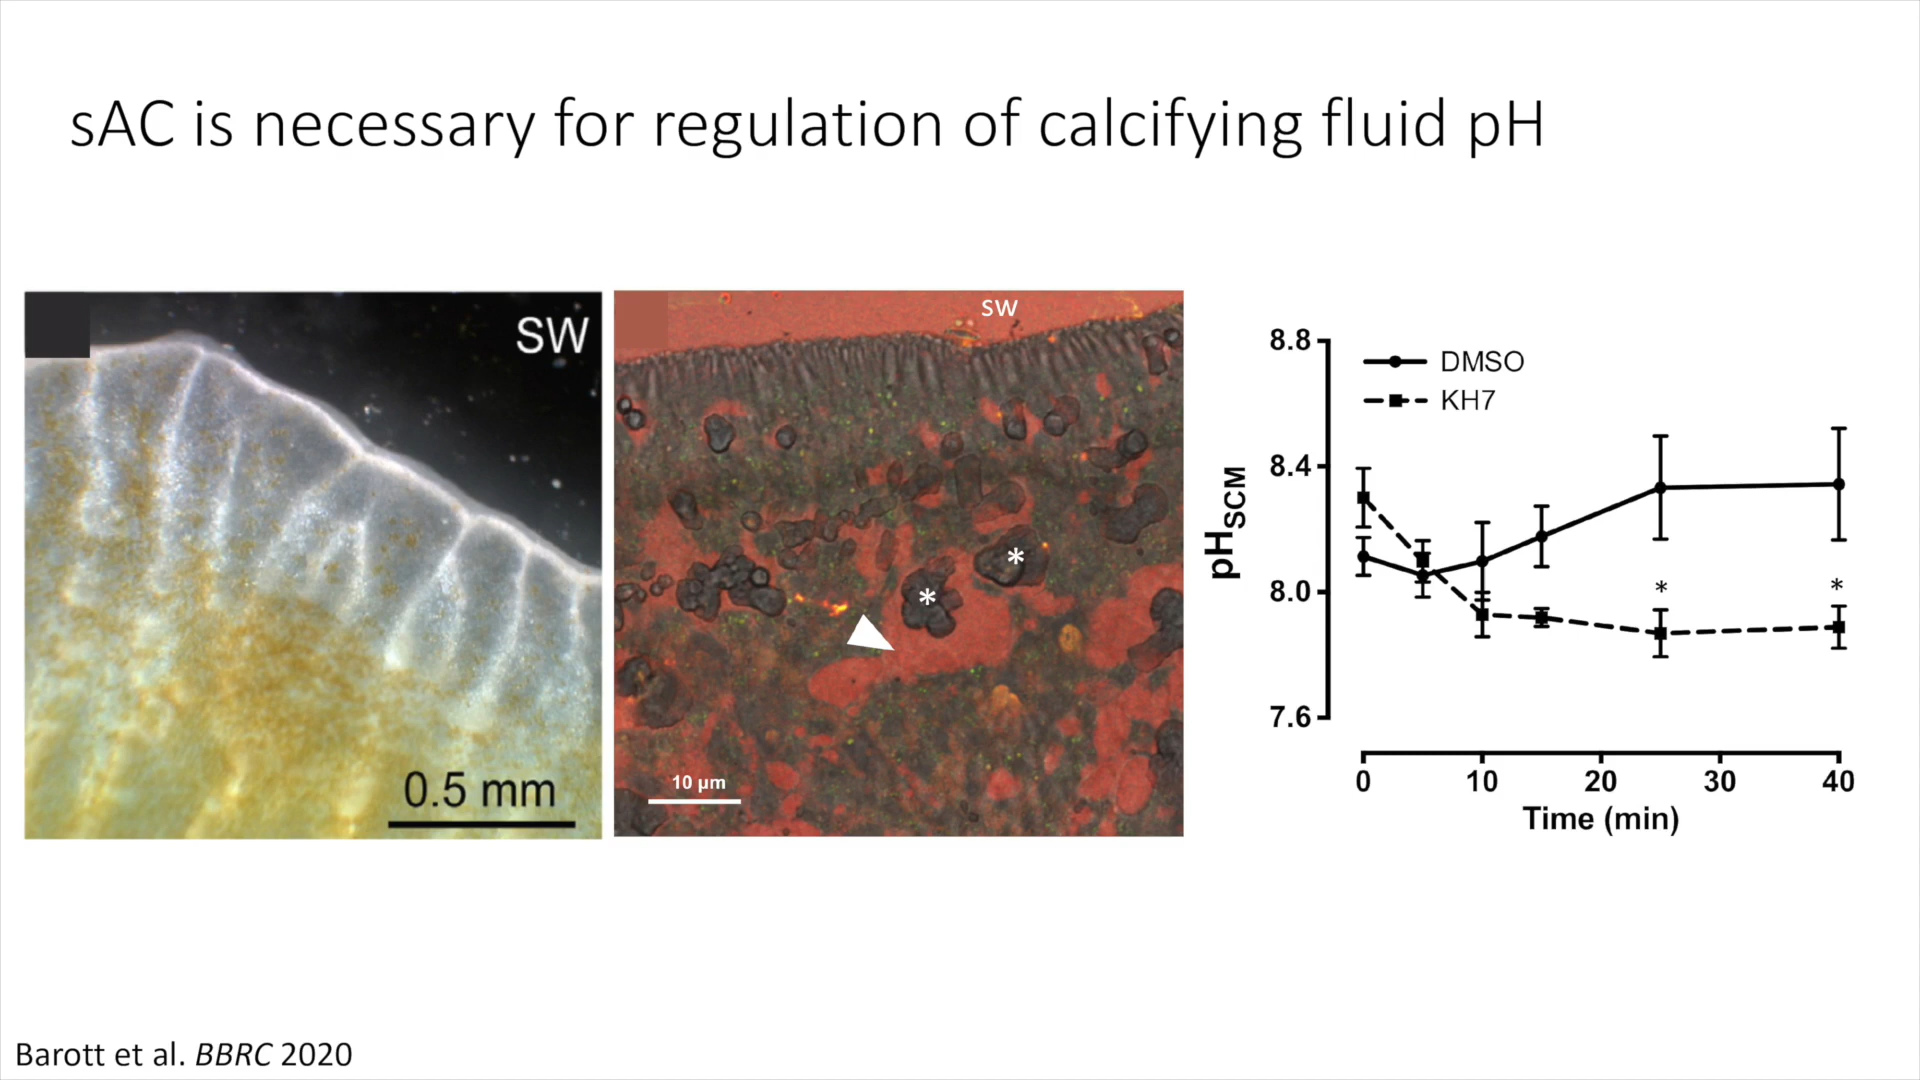 sAC is necessary for regulation of calcifying fluid pH
SW
0.5 mm
SW
*
*
10 µm
8.8
8.4
8.0
7.6
pHSCM
DMSO
KH7
*
*
0
10
20
30
40
Time (min)
Barott et al. BBRC 2020